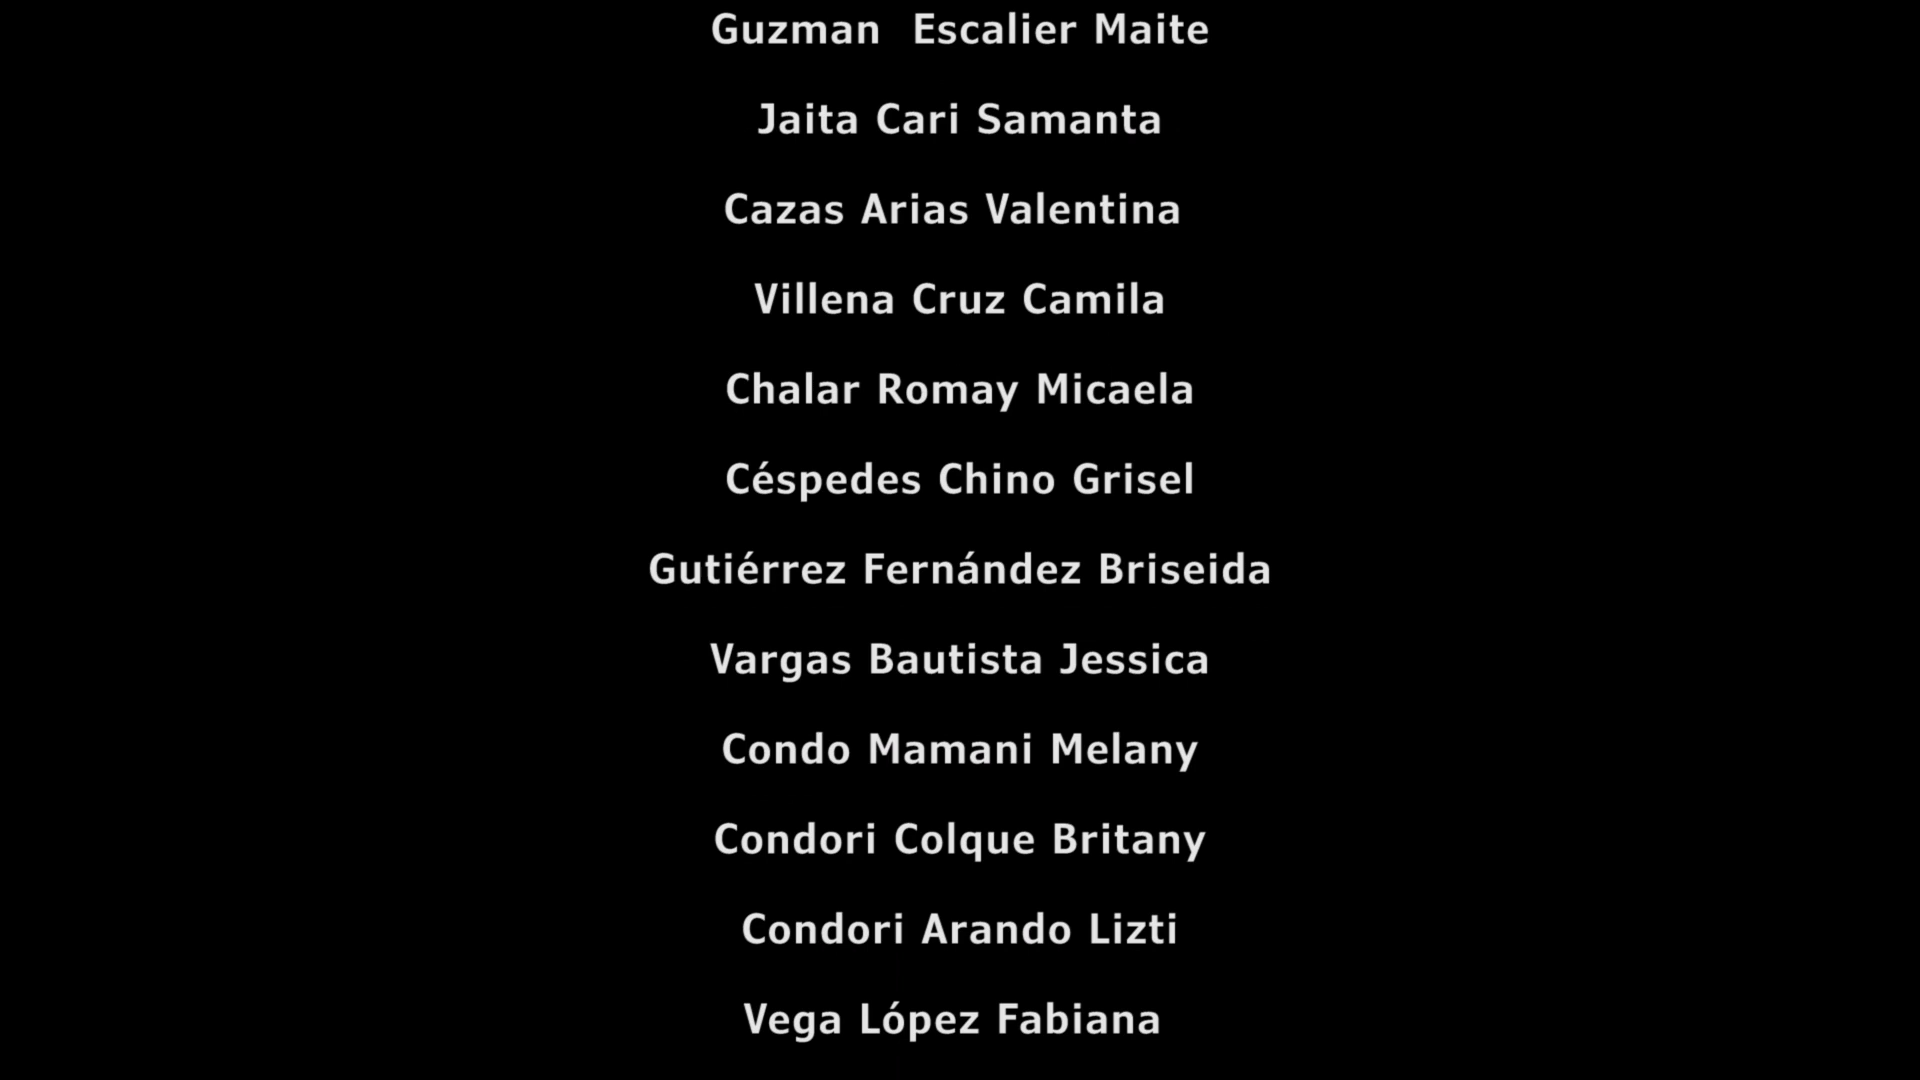 Guzman  Escalier Maite
Jaita Cari Samanta
Cazas Arias Valentina
Villena Cruz Camila
Chalar Romay Micaela
Céspedes Chino Grisel
Gutiérrez Fernández Briseida
Vargas Bautista Jessica
Condo Mamani Melany
Condori Colque Britany
Condori Arando Lizti
Vega López Fabiana